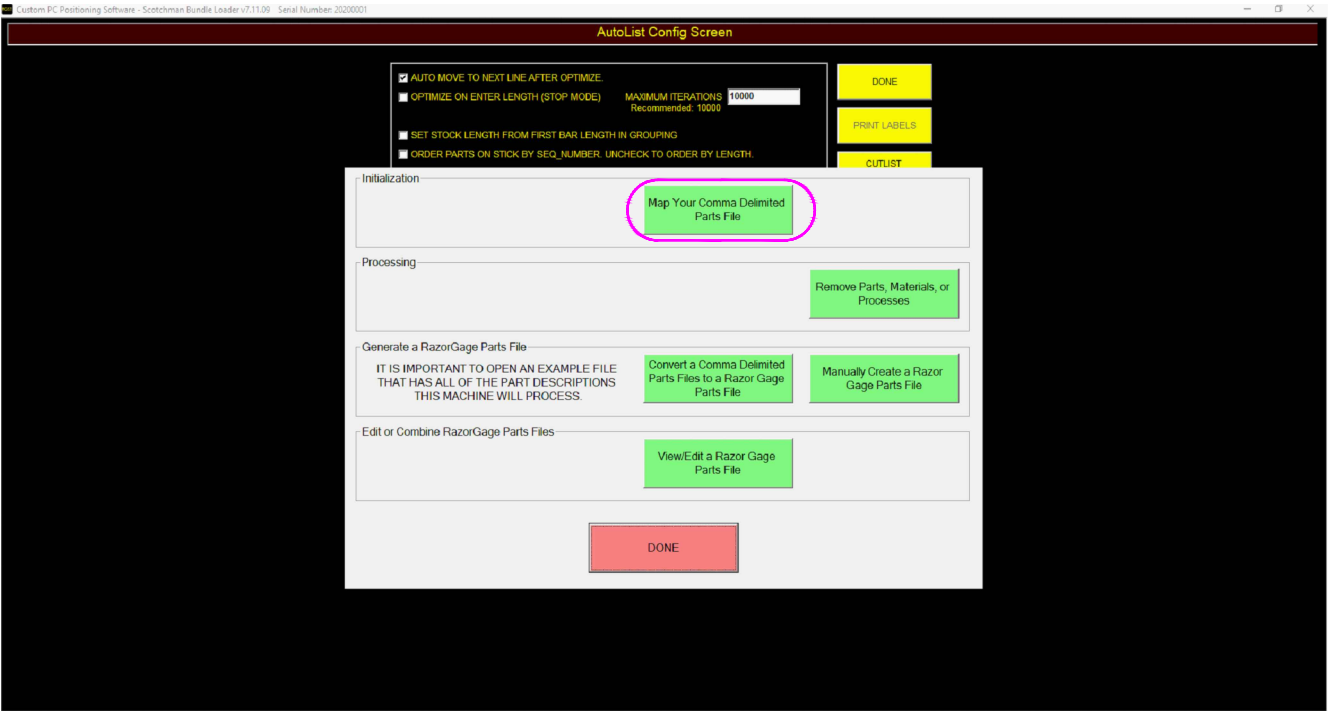 Custom PC Positioning Software - Scotchman Bundle Loader v7.11.09 Serial Number: 20200001
AutoList Config Screen
AUTO MOVE TO NEXT LINE AFTER OPTIMIZE.
OPTIMIZE ON ENTER LENGTH (STOP MODE)
MAXIMUM ITERATIONS 10000
Recommended: 10000
SET STOCK LENGTH FROM FIRST BAR LENGTH IN GROUPING
ORDER PARTS ON STICK BY SEQ_NUMBER. UNCHECK TO ORDER BY LENGTH.
DONE
PRINT LABELS
CUTLIST
Initialization
Map Your Comma Delimited
Parts File
Processing
Remove Parts, Materials, or
Processes
Generate a RazorGage Parts File
IT IS IMPORTANT TO OPEN AN EXAMPLE FILE
THAT HAS ALL OF THE PART DESCRIPTIONS
THIS MACHINE WILL PROCESS.
Convert a Comma Delimited
Parts Files to a Razor Gage
Parts File
Manually Create a Razor
Gage Parts File
Edit or Combine RazorGage Parts Files
View/Edit a Razor Gage
Parts File
DONE